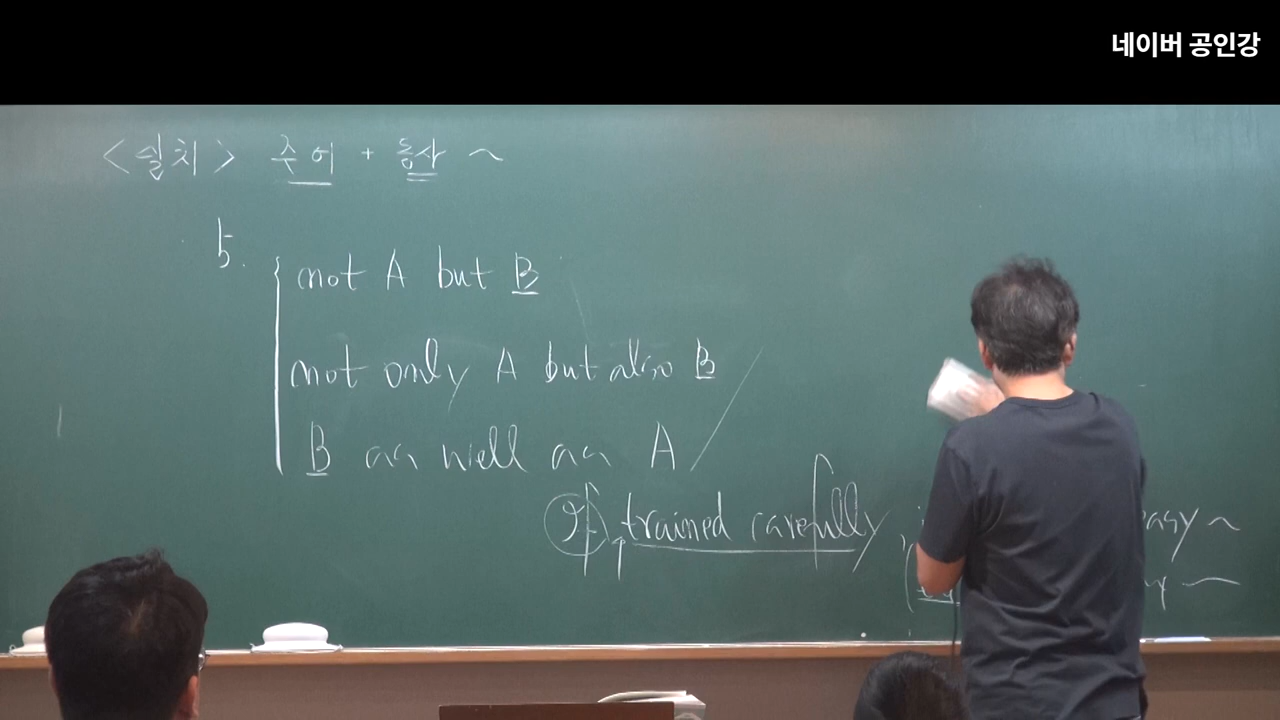 네이버 공인강
<일치> 주어 + 동사 ~
5.
not A but B
not only A but also B
B as well as A
If trained carefully,
easy ~